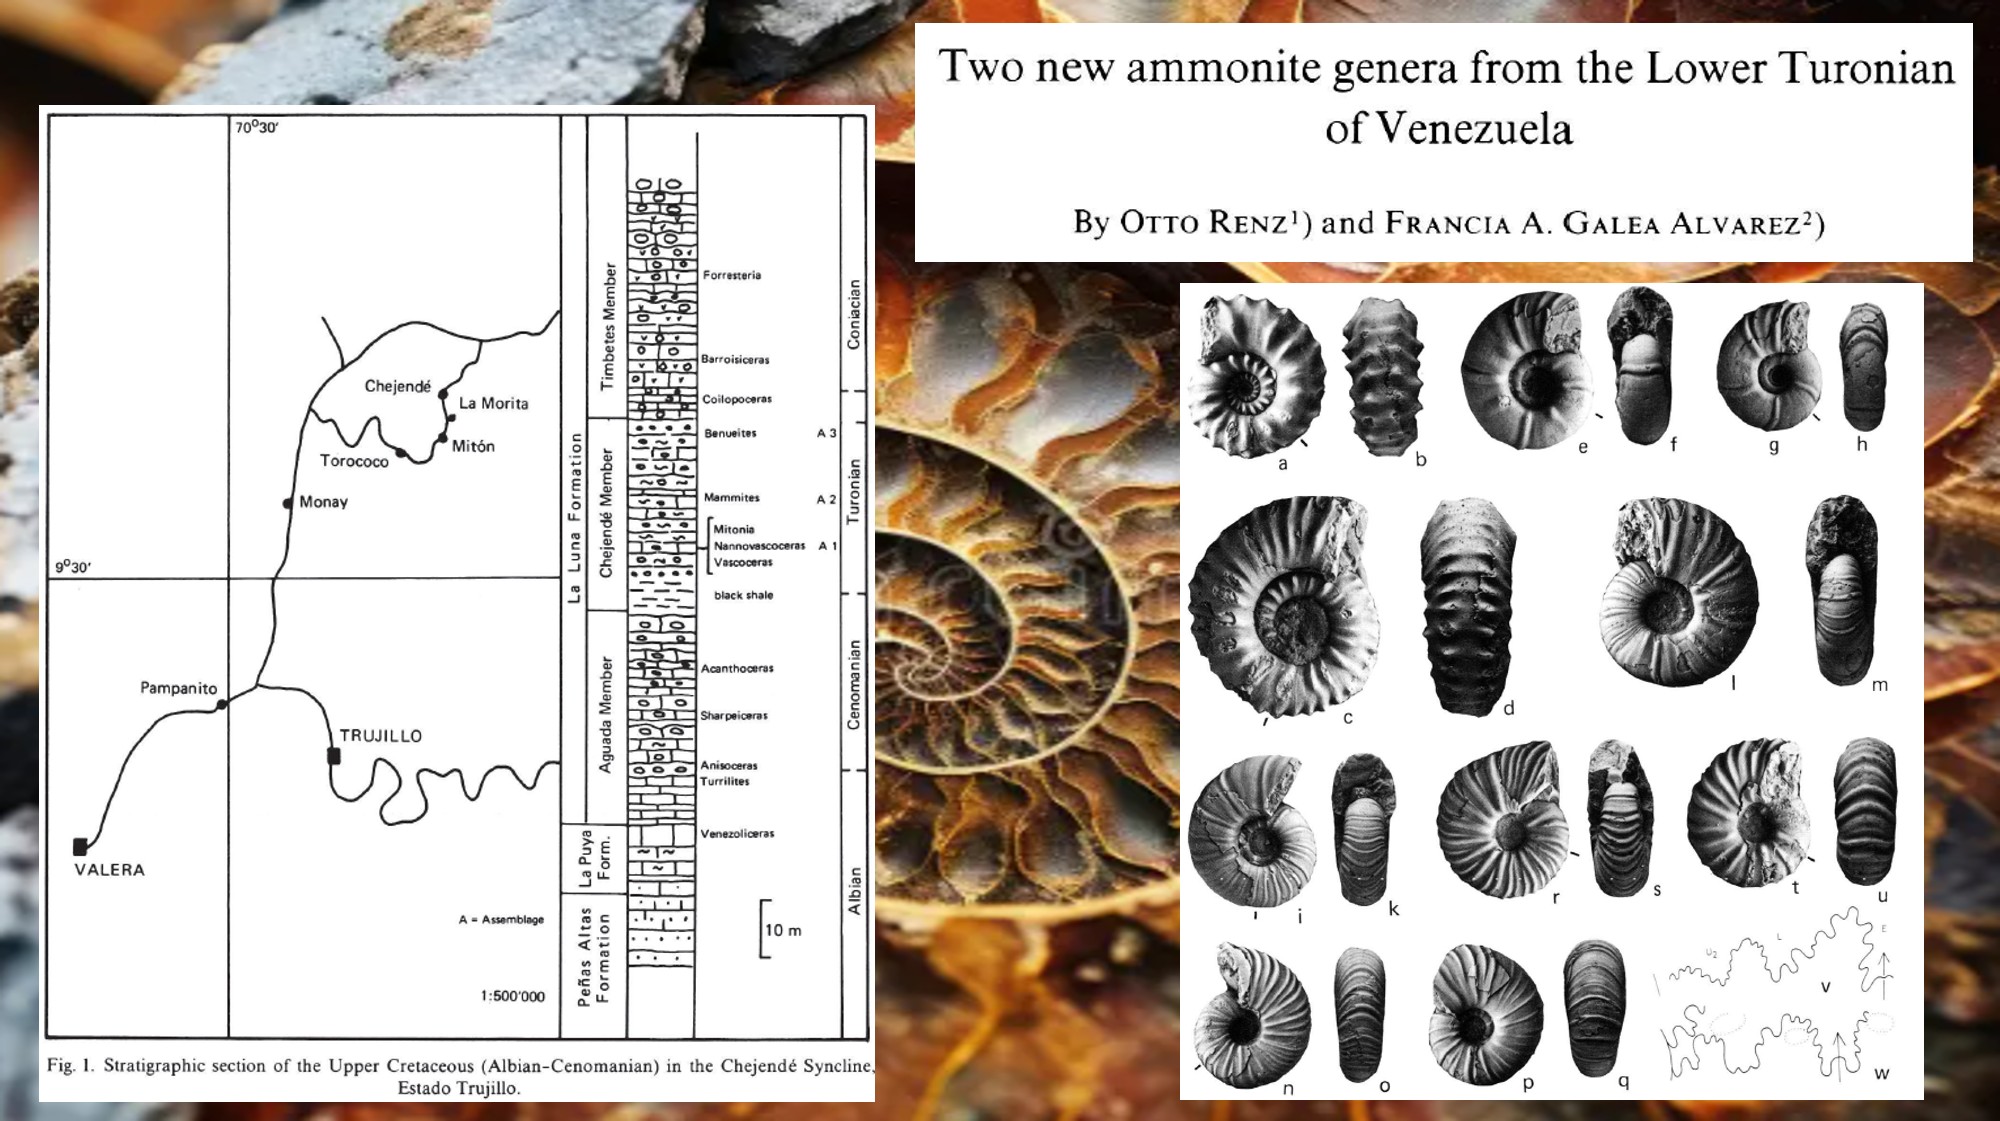 Two new ammonite genera from the Lower Turonian
of Venezuela
By OTTO RENZ¹) and FRANCIA A. GALEA ALVAREZ²)
70°30'
9°30'
Chejendé
La Morita
Mitón
Torococo
Monay
Pampanito
TRUJILLO
VALERA
A = Assemblage
1:500'000
La Luna Formation
Timbetes Member
Chejendé Member
Aguada Member
La Puya
Form.
Peñas Altas
Formation
Forresteria
Barroisiceras
Coilopoceras
Benueites A 3
Mammites A 2
Mitonia
Nannovascoceras A 1
Vascoceras
black shale
Acanthoceras
Sharpeiceras
Anisoceras
Turrilites
Venezoliceras
10 m
Coniacian
Turonian
Cenomanian
Albian
Fig. 1. Stratigraphic section of the Upper Cretaceous (Albian-Cenomanian) in the Chejendé Syncline,
Estado Trujillo.
a b e f g h
c d l m
i k r s t u
n o p q v w
U2 L E